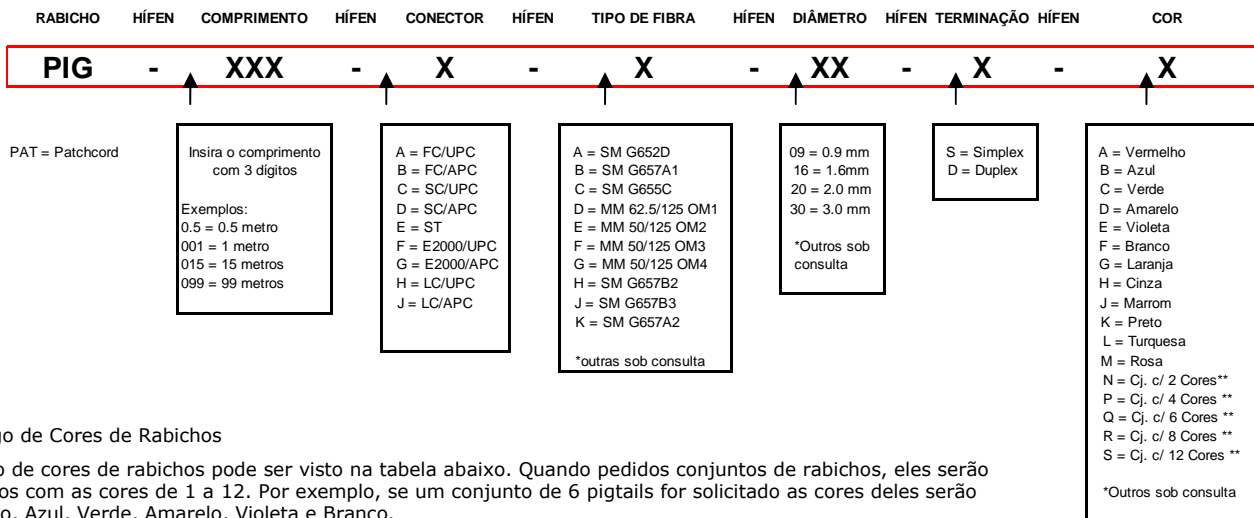 RABICHO HÍFEN COMPRIMENTO HÍFEN CONECTOR HÍFEN TIPO DE FIBRA HÍFEN DIÂMETRO HÍFEN TERMINAÇÃO HÍFEN COR
PIG - XXX - X - X - XX - X - X
PAT = Patchcord
Insira o comprimento
com 3 dígitos
Exemplos:
0.5 = 0.5 metro
001 = 1 metro
015 = 15 metros
099 = 99 metros
A = FC/UPC
B = FC/APC
C = SC/UPC
D = SC/APC
E = ST
F = E2000/UPC
G = E2000/APC
H = LC/UPC
J = LC/APC
A = SM G652D
B = SM G657A1
C = SM G655C
D = MM 62.5/125 OM1
E = MM 50/125 OM2
F = MM 50/125 OM3
G = MM 50/125 OM4
H = SM G657B2
J = SM G657B3
K = SM G657A2
*outras sob consulta
09 = 0.9 mm
16 = 1.6mm
20 = 2.0 mm
30 = 3.0 mm
*Outros sob
consulta
S = Simplex
D = Duplex
A = Vermelho
B = Azul
C = Verde
D = Amarelo
E = Violeta
F = Branco
G = Laranja
H = Cinza
J = Marrom
K = Preto
L = Turquesa
M = Rosa
N = Cj. c/ 2 Cores**
P = Cj. c/ 4 Cores **
Q = Cj. c/ 6 Cores **
R = Cj. c/ 8 Cores **
S = Cj. c/ 12 Cores **
*Outros sob consulta
go de Cores de Rabichos
o de cores de rabichos pode ser visto na tabela abaixo. Quando pedidos conjuntos de rabichos, eles serão
os com as cores de 1 a 12. Por exemplo, se um conjunto de 6 pigtails for solicitado as cores deles serão
o, Azul, Verde, Amarelo, Violeta e Branco.